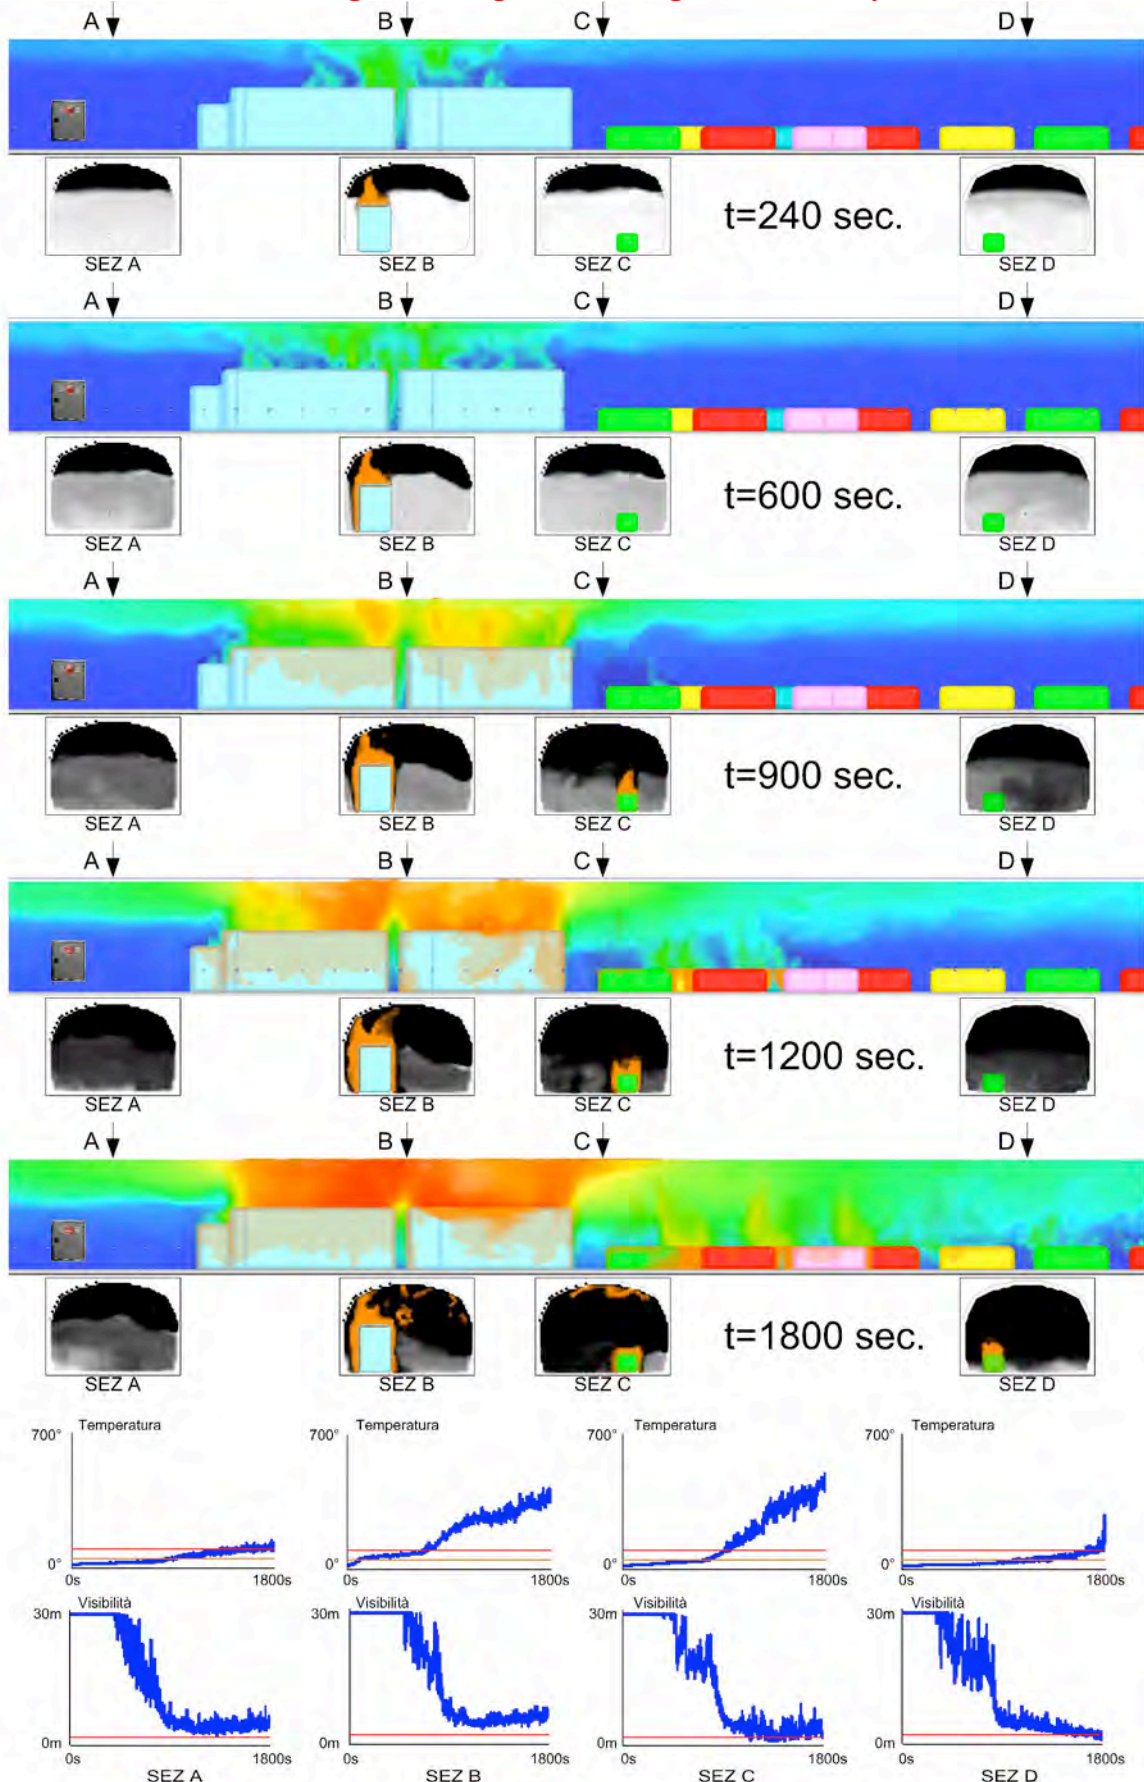 A B C D
t=240 sec.
SEZ A SEZ B SEZ C SEZ D
A B C D
t=600 sec.
SEZ A SEZ B SEZ C SEZ D
A B C D
t=900 sec.
SEZ A SEZ B SEZ C SEZ D
A B C D
t=1200 sec.
SEZ A SEZ B SEZ C SEZ D
A B C D
t=1800 sec.
SEZ A SEZ B SEZ C SEZ D
Temperatura Temperatura Temperatura Temperatura
700° 700° 700° 700°
0° 0° 0° 0°
0s 1800s 0s 1800s 0s 1800s 0s 1800s
Visibilità Visibilità Visibilità Visibilità
30m 30m 30m 30m
0m 0m 0m 0m
0s 1800s 0s 1800s 0s 1800s 0s 1800s
SEZ A SEZ B SEZ C SEZ D